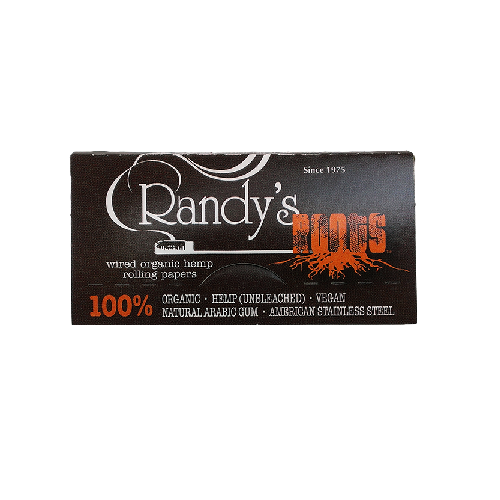 Since 1975
Randy's
ROOTS
wired organic hemp
rolling papers
100%
ORGANIC · HEMP (UNBLEACHED) · VEGAN
NATURAL ARABIC GUM · AMERICAN STAINLESS STEEL